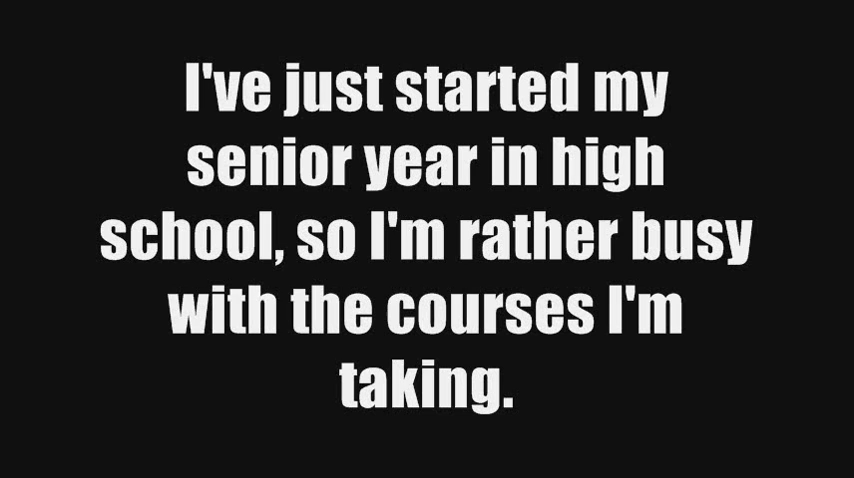 I've just started my
senior year in high
school, so I'm rather busy
with the courses I'm
taking.